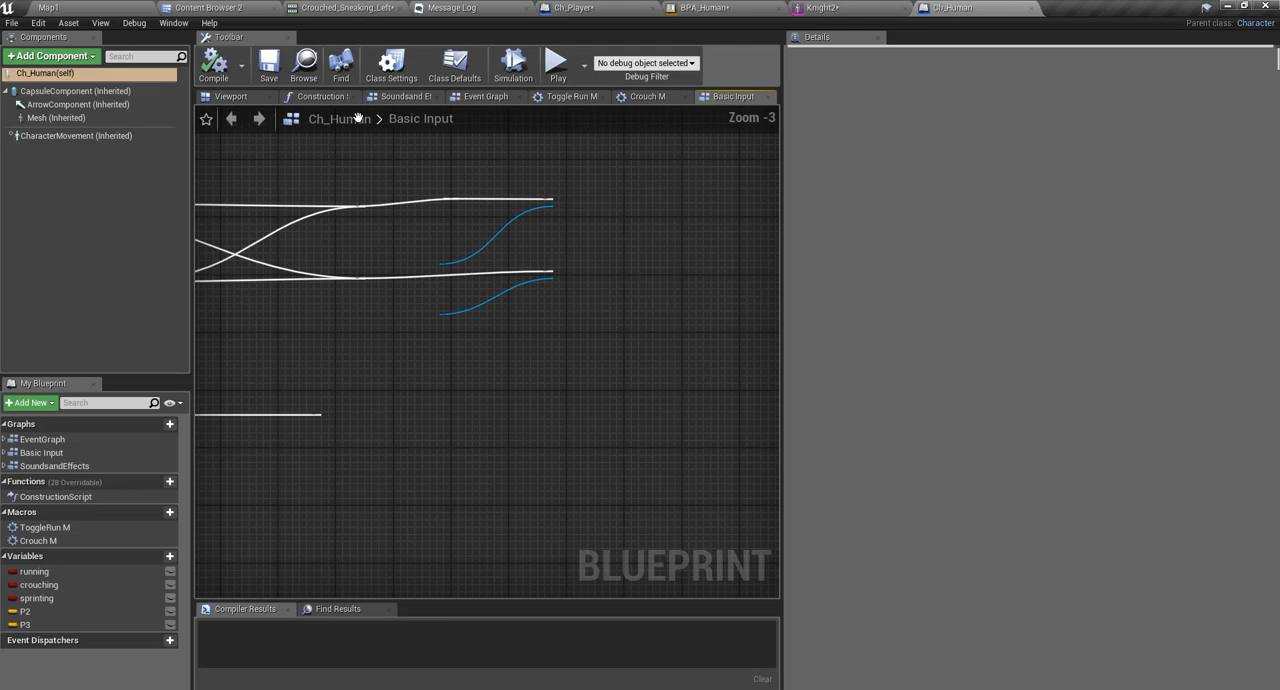 Map1 Content Browser 2 Crouched_Sneaking_Left* Message Log Ch_Player* BPA_Human* Knight2* Ch_Human
File Edit Asset View Debug Window Help Parent class: Character
Components Toolbar Details
+Add Component Search
Compile Save Browse Find Class Settings Class Defaults Simulation Play No debug object selected Debug Filter
Ch_Human(self)
CapsuleComponent (Inherited)
ArrowComponent (Inherited)
Mesh (Inherited)
CharacterMovement (Inherited)
Viewport Construction Soundsand E Event Graph Toggle Run M Crouch M Basic Input
Ch_Human > Basic Input Zoom -3
My Blueprint
+Add New Search
Graphs
EventGraph
Basic Input
SoundsandEffects
Functions (28 Overridable)
ConstructionScript
Macros
ToggleRun M
Crouch M
Variables
running
crouching
sprinting
P2
P3
Event Dispatchers
BLUEPRINT
Compiler Results Find Results
Clear